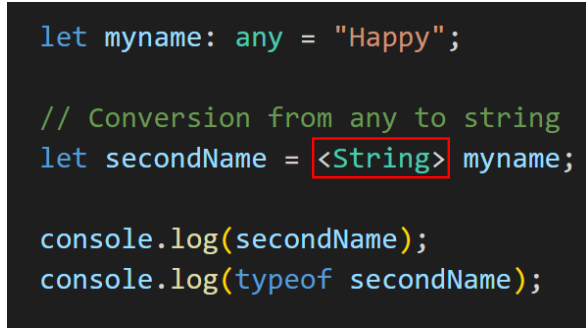 let myname: any = "Happy";
// Conversion from any to string
let secondName = <String> myname;
console.log(secondName);
console.log(typeof secondName);